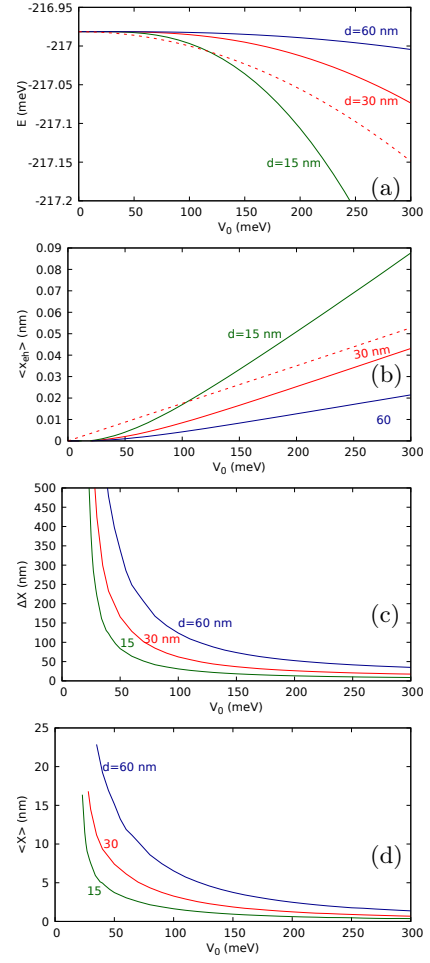 -216.95
-217
-217.05
-217.1
-217.15
-217.2
E (meV)
d=60 nm
d=30 nm
d=15 nm
(a)
0 50 100 150 200 250 300
V0 (meV)
0.09
0.08
0.07
0.06
0.05
0.04
0.03
0.02
0.01
0
<xeh> (nm)
d=15 nm
30 nm
(b)
60
0 50 100 150 200 250 300
V0 (meV)
500
450
400
350
300
250
200
150
100
50
0
ΔX (nm)
d=60 nm
30 nm
15
(c)
0 50 100 150 200 250 300
V0 (meV)
25
20
15
10
5
0
<X> (nm)
d=60 nm
30
15
(d)
0 50 100 150 200 250 300
V0 (meV)